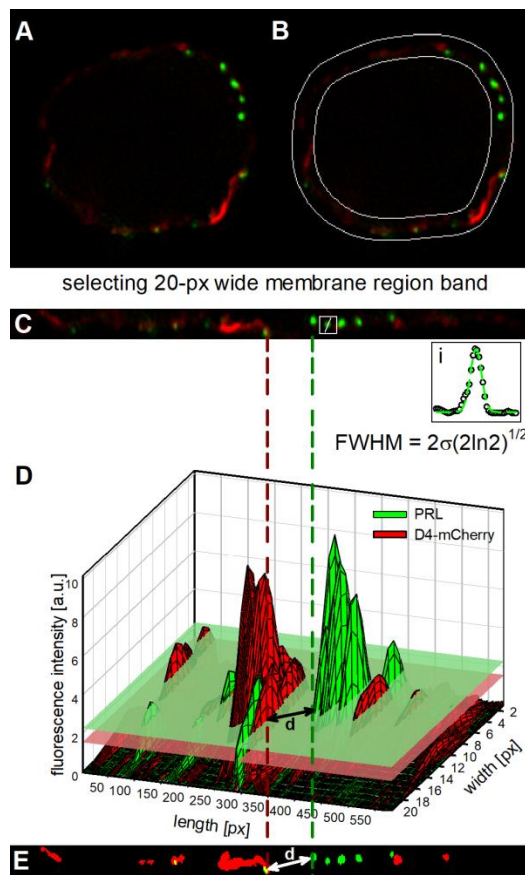 A
B
selecting 20-px wide membrane region band
C
i
FWHM = 2σ(2ln2)^1/2
D
PRL
D4-mCherry
fluorescence intensity [a.u.]
10
8
6
4
2
0
d
50 100 150 200 250 300 350 400 450 500 550
length [px]
20 18 16 14 12 10 8 6 4 2
width [px]
E
d